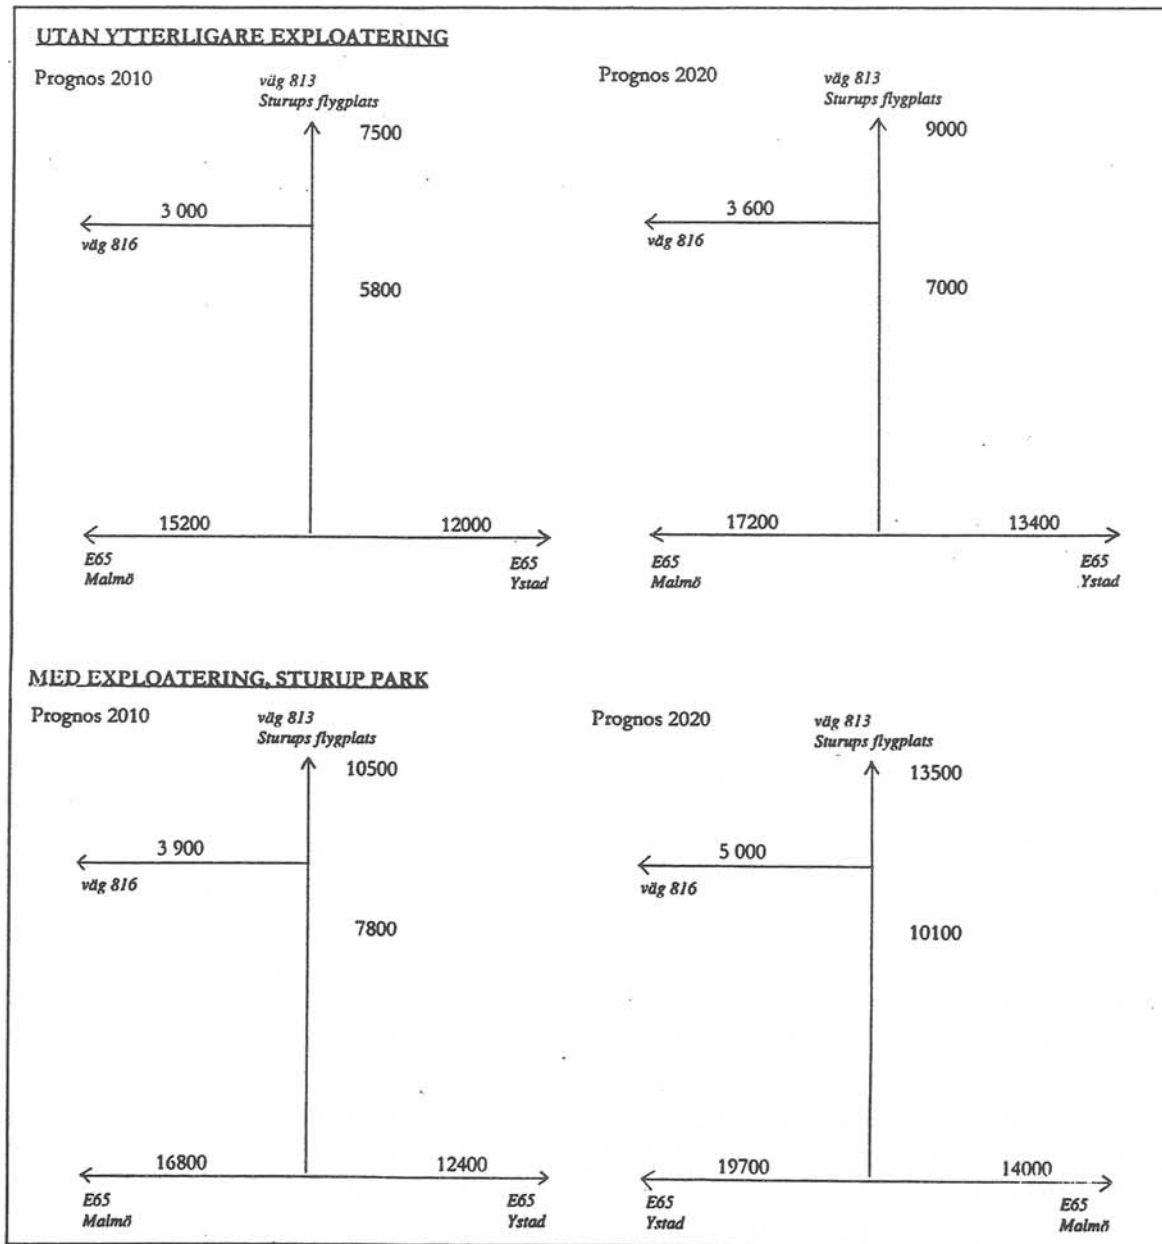 UTAN YTTERLIGARE EXPLOATERING
Prognos 2010
väg 813
Sturups flygplats
7500
3 000
väg 816
5800
15200
12000
E65
Malmö
E65
Ystad
Prognos 2020
väg 813
Sturups flygplats
9000
3 600
väg 816
7000
17200
13400
E65
Malmö
E65
Ystad
MED EXPLOATERING, STURUP PARK
Prognos 2010
väg 813
Sturups flygplats
10500
3 900
väg 816
7800
16800
12400
E65
Malmö
E65
Ystad
Prognos 2020
väg 813
Sturups flygplats
13500
5 000
väg 816
10100
19700
14000
E65
Ystad
E65
Malmö